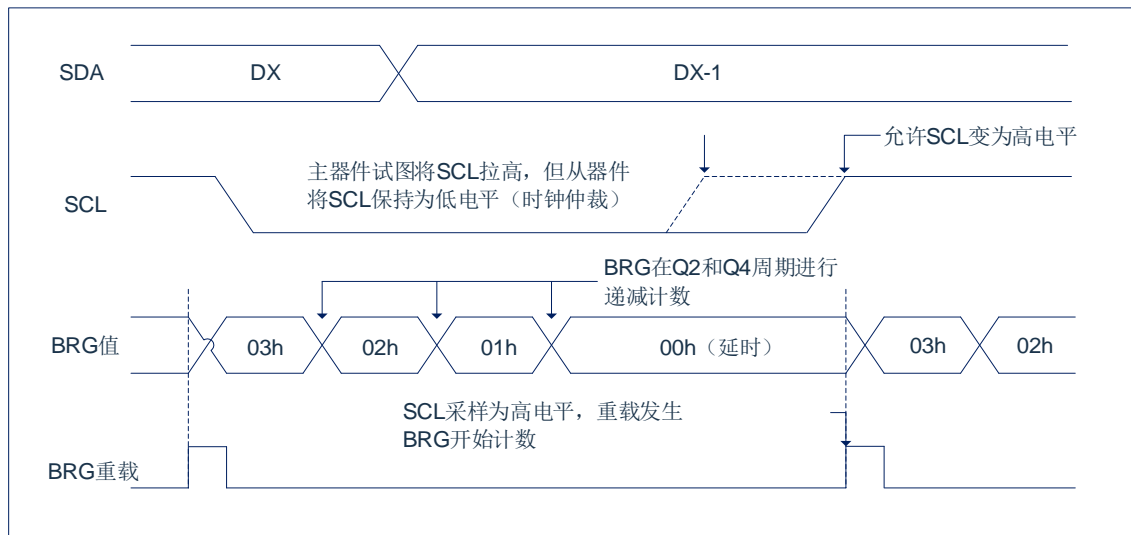 SDA
DX
DX-1
允许SCL变为高电平
主器件试图将SCL拉高，但从器件
将SCL保持为低电平（时钟仲裁）
SCL
BRG在Q2和Q4周期进行
递减计数
BRG值
03h
02h
01h
00h（延时）
03h
02h
SCL采样为高电平，重载发生
BRG开始计数
BRG重载